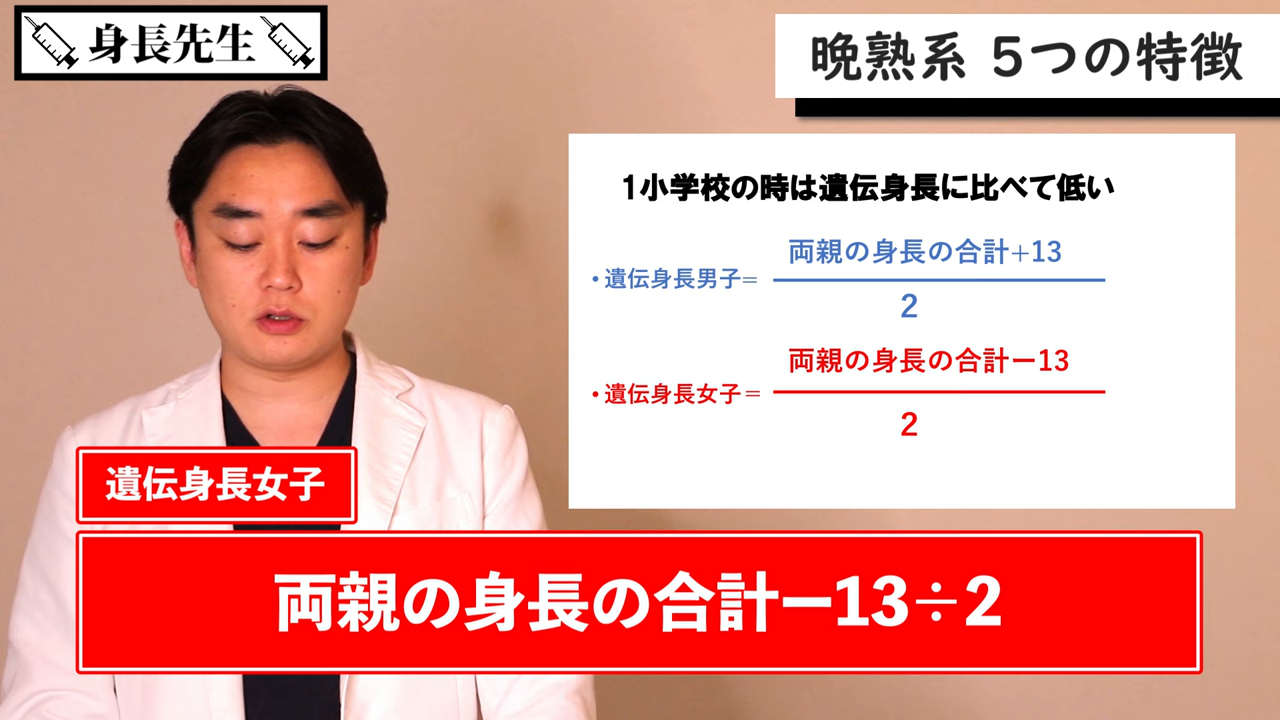 身長先生
晩熟系 5つの特徴
1小学校の時は遺伝身長に比べて低い
・遺伝身長男子=
両親の身長の合計+13
2
・遺伝身長女子=
両親の身長の合計ー13
2
遺伝身長女子
両親の身長の合計ー13÷2